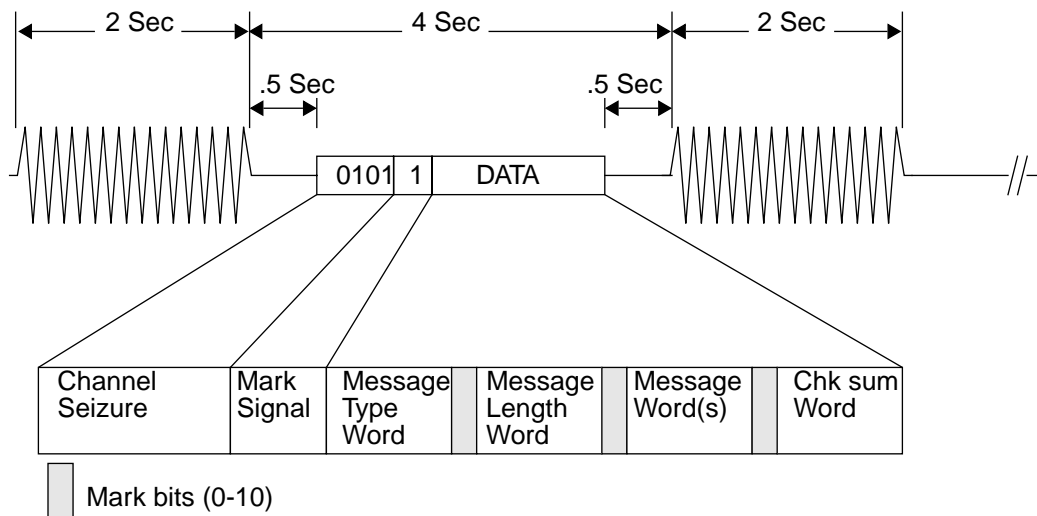 2 Sec 4 Sec 2 Sec
.5 Sec .5 Sec
0101 1 DATA
Channel Seizure
Mark Signal
Message Type Word
Message Length Word
Message Word(s)
Chk sum Word
Mark bits (0-10)